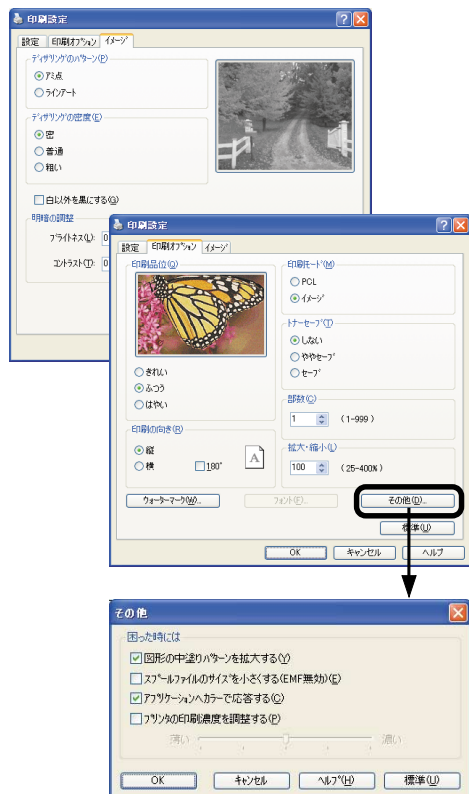 印刷設定
設定 印刷オプション イメージ
ディザリングのパターン(P)
アミ点
ラインアート
ディザリングの密度(E)
密
普通
粗い
白以外を黒にする(G)
明暗の調整
ブライトネス(L): 0
コントラスト(T): 0
印刷設定
設定 印刷オプション イメージ
印刷品位(Q)
きれい
ふつう
はやい
印刷の向き(R)
縦
横 180°
A
印刷モード(M)
PCL
イメージ
トナーセーブ(T)
しない
ややセーブ
セーブ
部数(C)
1 (1-999)
拡大・縮小(L)
100 (25-400%)
ウォーターマーク(W)... フォント(F)... その他(D)...
標準(U)
OK キャンセル ヘルプ
その他
困った時には
図形の中塗りパターンを拡大する(Y)
スプールファイルのサイズを小さくする(EMF無効)(E)
アプリケーションへカラーで応答する(C)
プリンタの印刷濃度を調整する(P)
薄い 濃い
OK キャンセル ヘルプ(H) 標準(U)